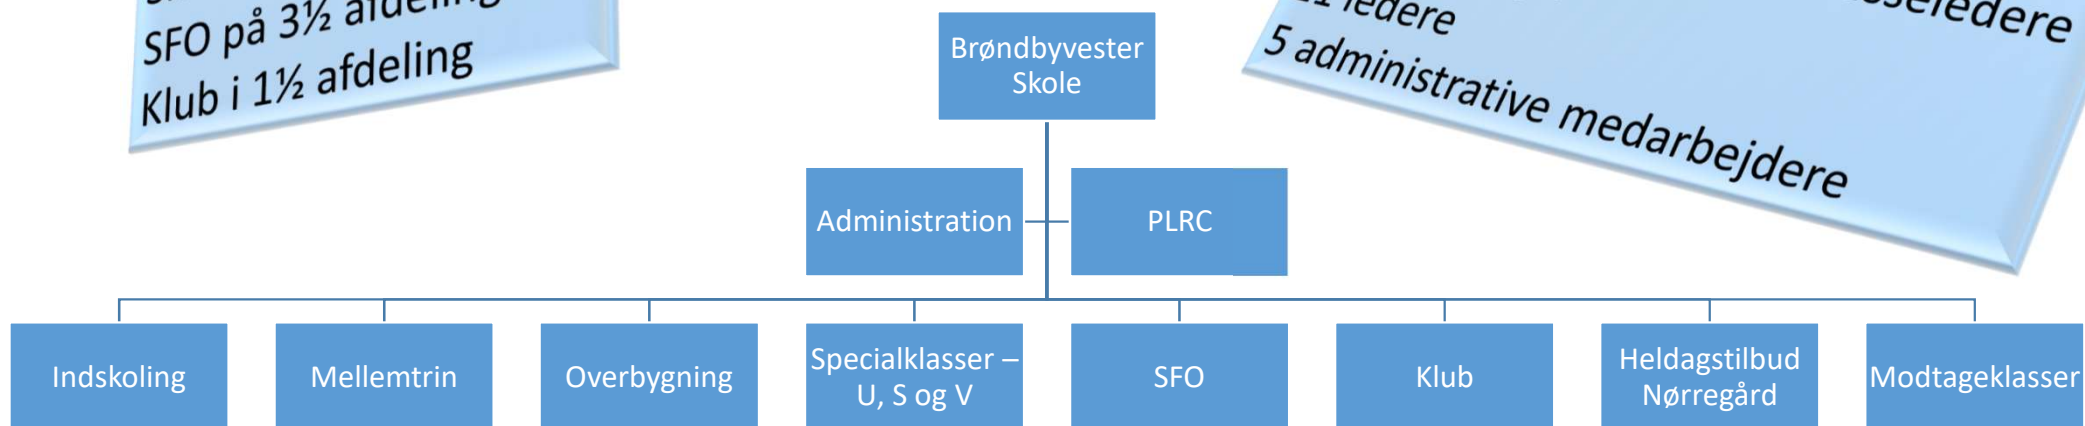 SFO på 3½ afdeling
Klub i 1½ afdeling
ledere
5 administrative medarbejdere
Brøndbyvester
Skole
Administration
PLRC
Indskoling
Mellemtrin
Overbygning
Specialklasser –
U, S og V
SFO
Klub
Heldagstilbud
Nørregård
Modtageklasser